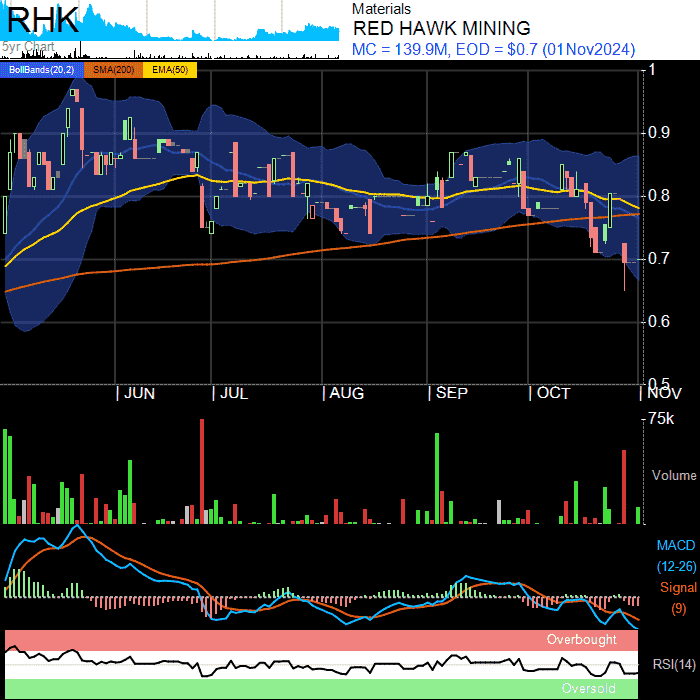 RHK
5yr Chart
Materials
RED HAWK MINING
MC = 139.9M, EOD = $0.7 (01Nov2024)
BollBands(20,2) SMA(200) EMA(50)
1
0.9
0.8
0.7
0.6
0.5
JUN JUL AUG SEP OCT NOV
75k
Volume
MACD
(12-26)
Signal
(9)
Overbought
RSI(14)
Oversold